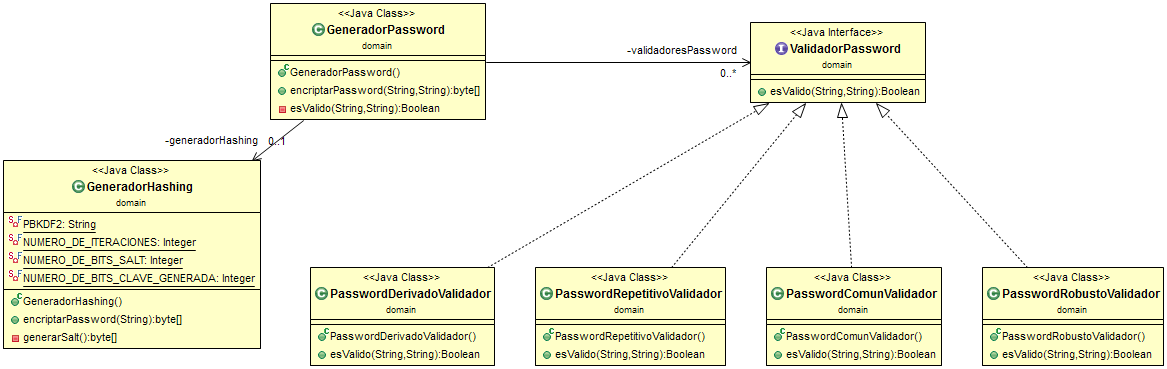 <<Java Class>>
GeneradorPassword
domain
GeneradorPassword()
encriptarPassword(String,String):byte[]
esValido(String,String):Boolean
-validadoresPassword
0..*
<<Java Interface>>
ValidadorPassword
domain
esValido(String,String):Boolean
-generadorHashing
0..1
<<Java Class>>
GeneradorHashing
domain
PBKDF2: String
NUMERO_DE_ITERACIONES: Integer
NUMERO_DE_BITS_SALT: Integer
NUMERO_DE_BITS_CLAVE_GENERADA: Integer
GeneradorHashing()
encriptarPassword(String):byte[]
generarSalt():byte[]
<<Java Class>>
PasswordDerivadoValidador
domain
PasswordDerivadoValidador()
esValido(String,String):Boolean
<<Java Class>>
PasswordRepetitivoValidador
domain
PasswordRepetitivoValidador()
esValido(String,String):Boolean
<<Java Class>>
PasswordComunValidador
domain
PasswordComunValidador()
esValido(String,String):Boolean
<<Java Class>>
PasswordRobustoValidador
domain
PasswordRobustoValidador()
esValido(String,String):Boolean